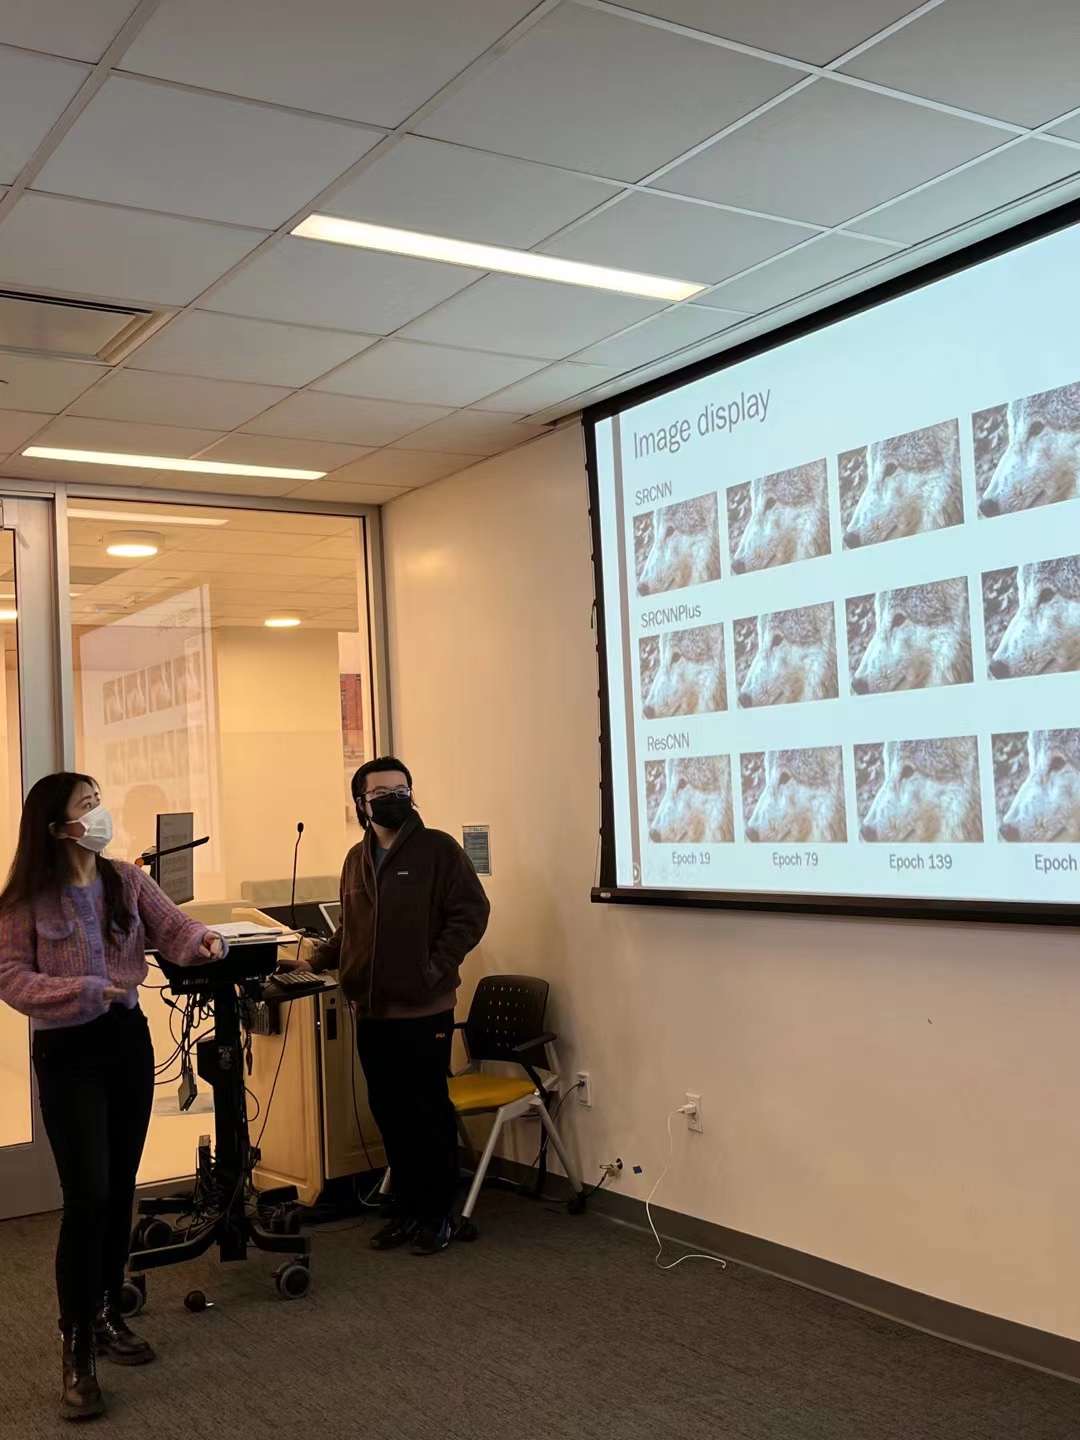 Image display
SRCNN
SRCNNPlus
ResCNN
Epoch 19
Epoch 79
Epoch 139
Epoch